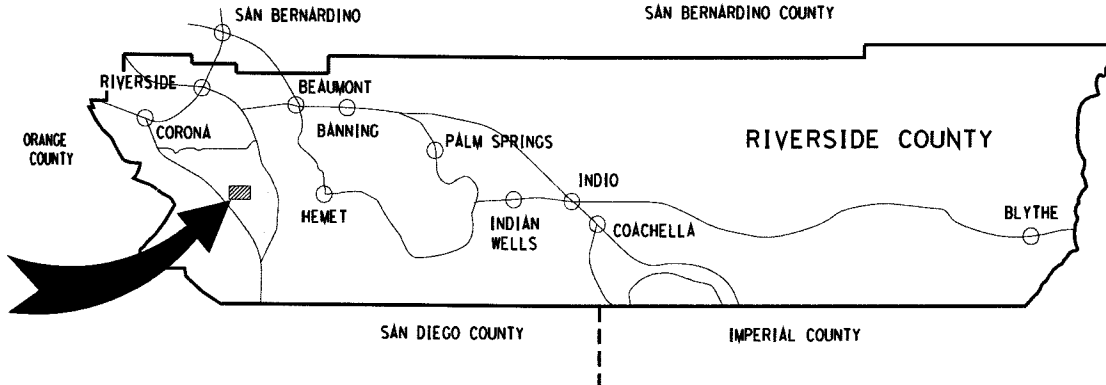 SAN BERNARDINO
SAN BERNARDINO COUNTY
RIVERSIDE
BEAUMONT
CORONA
BANNING
ORANGE
COUNTY
PALM SPRINGS
RIVERSIDE COUNTY
HEMET
INDIAN
WELLS
INDIO
COACHELLA
BLYTHE
SAN DIEGO COUNTY
IMPERIAL COUNTY